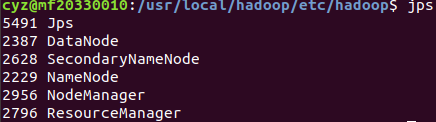 cyz@mf20330010:/usr/local/hadoop/etc/hadoop$ jps
5491 Jps
2387 DataNode
2628 SecondaryNameNode
2229 NameNode
2956 NodeManager
2796 ResourceManager